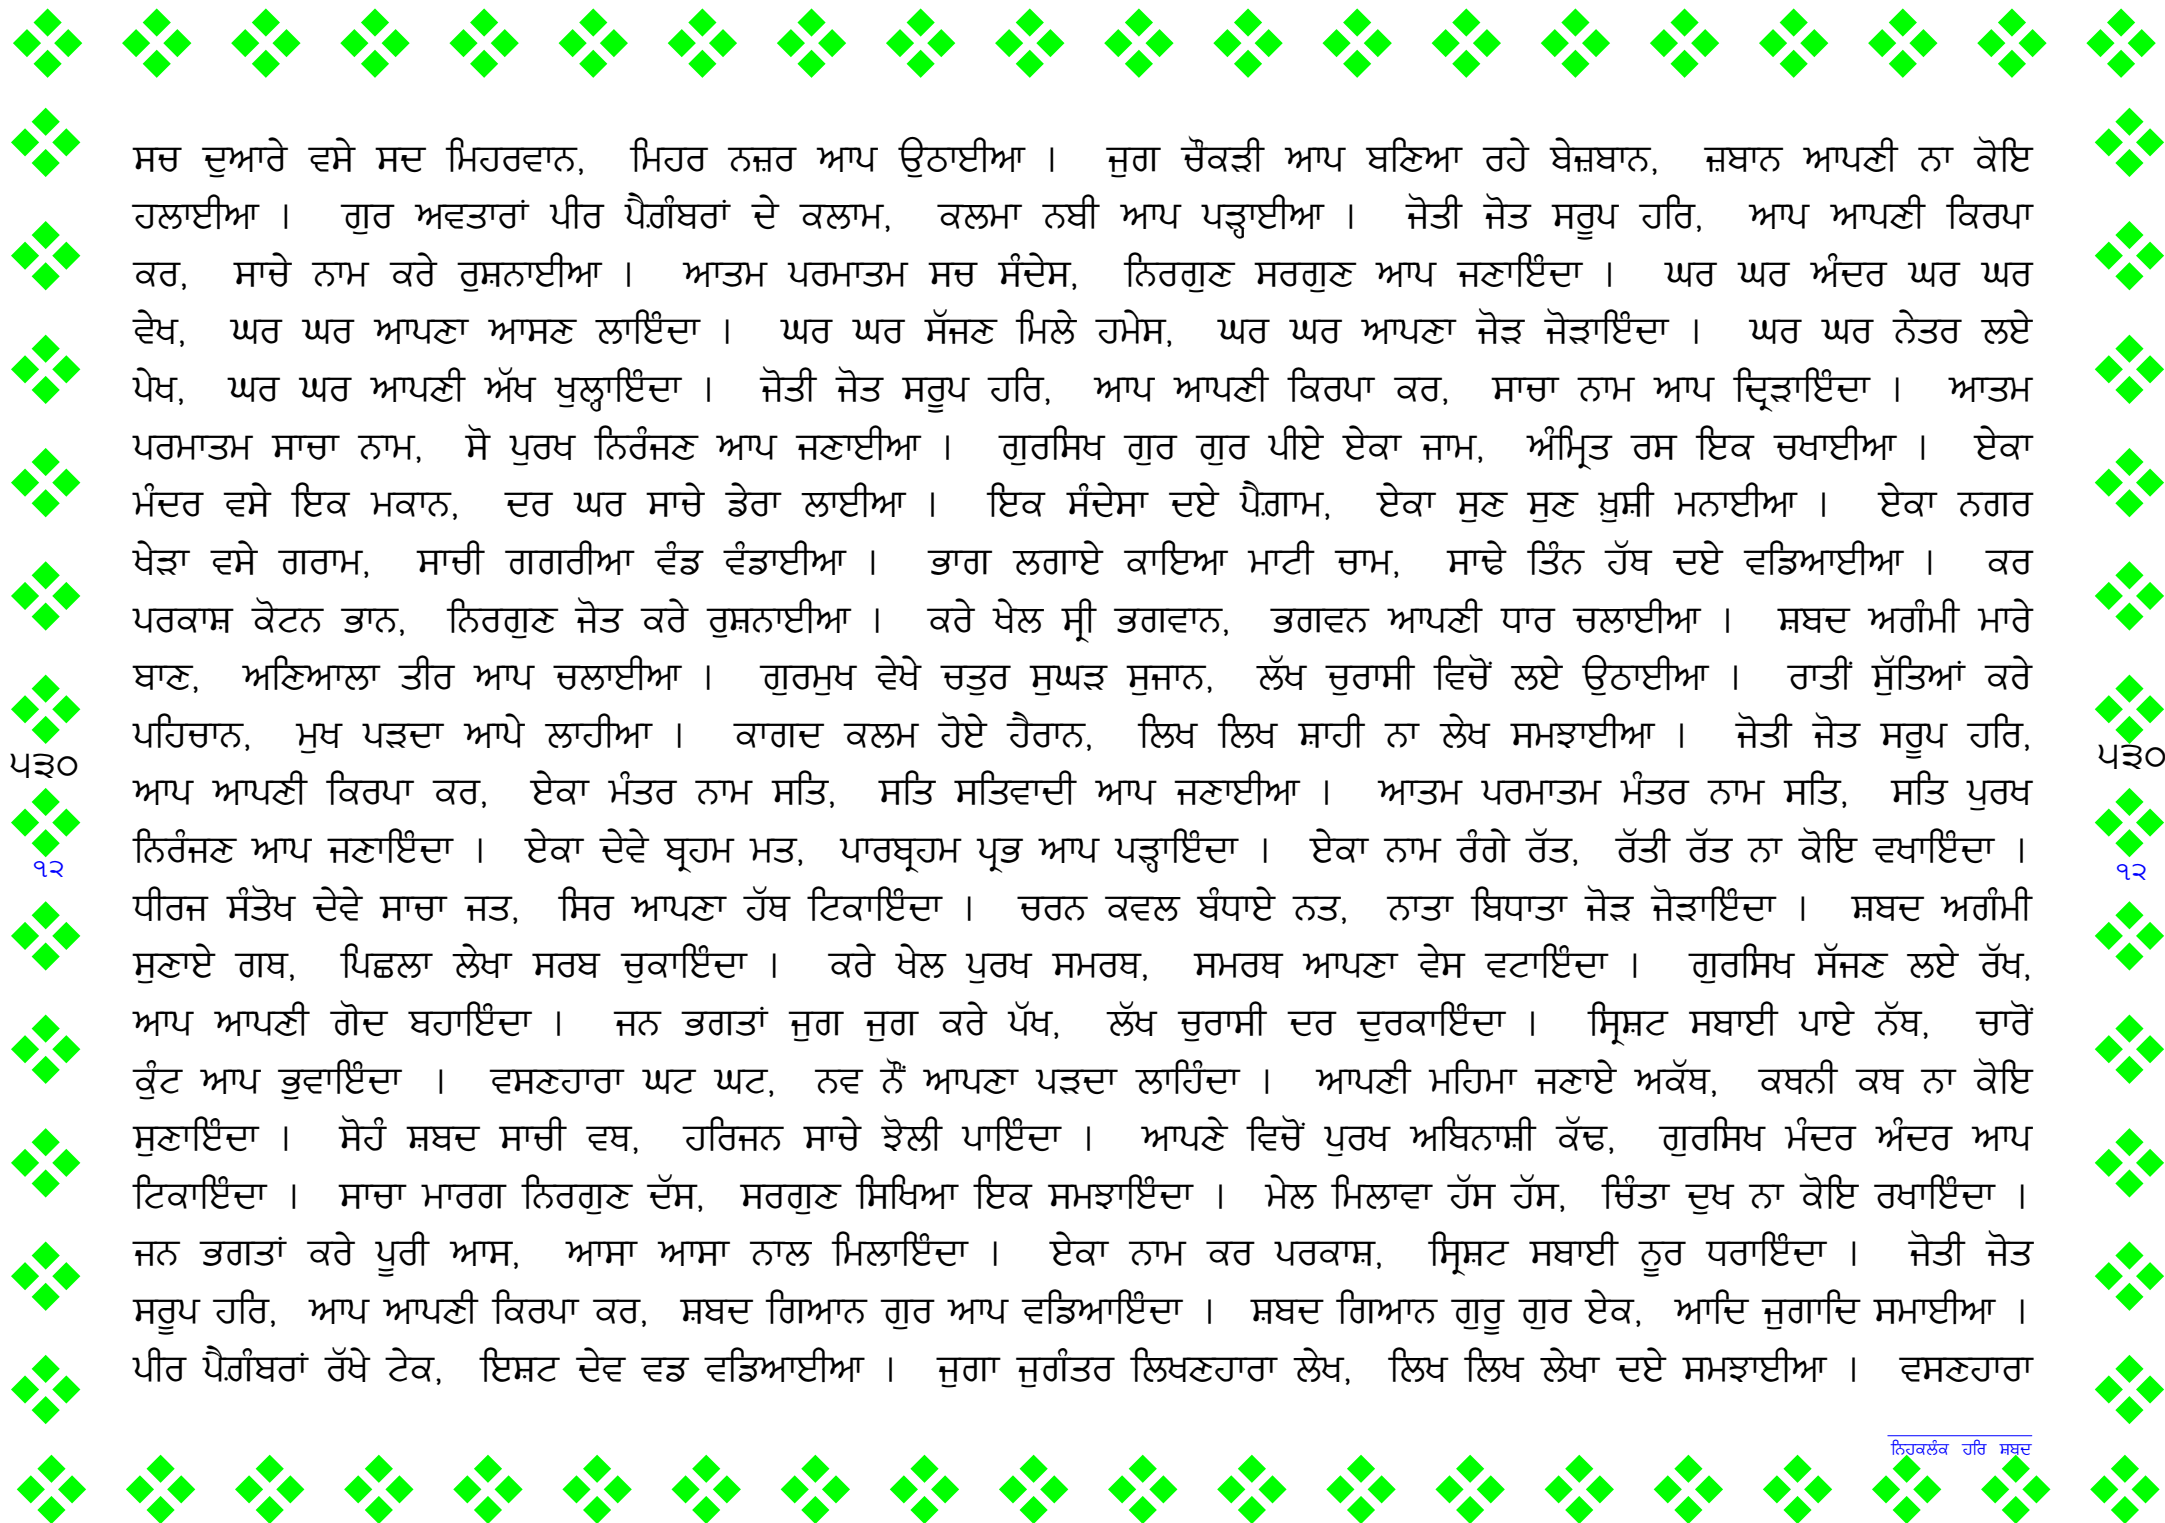 ਸਚ ਦੁਆਰੇ ਵਸੇ ਸਦ ਮਿਹਰਵਾਨ, ਮਿਹਰ ਨਜ਼ਰ ਆਪ ਉਠਾਈਆ । ਜੁਗ ਚੌਕੜੀ ਆਪ ਬਣਿਆ ਰਹੇ ਬੇਜ਼ਬਾਨ, ਜ਼ਬਾਨ ਆਪਣੀ ਨਾ ਕੋਇ
ਹਲਾਈਆ । ਗੁਰ ਅਵਤਾਰਾਂ ਪੀਰ ਪੈਗ਼ੰਬਰਾਂ ਦੇ ਕਲਾਮ, ਕਲਮਾ ਨਬੀ ਆਪ ਪੜ੍ਹਾਈਆ । ਜੋਤੀ ਜੋਤ ਸਰੂਪ ਹਰਿ, ਆਪ ਆਪਣੀ ਕਿਰਪਾ
ਕਰ, ਸਾਚੇ ਨਾਮ ਕਰੇ ਰੁਸ਼ਨਾਈਆ । ਆਤਮ ਪਰਮਾਤਮ ਸਚ ਸੰਦੇਸ, ਨਿਰਗੁਣ ਸਰਗੁਣ ਆਪ ਜਣਾਇੰਦਾ । ਘਰ ਘਰ ਅੰਦਰ ਘਰ ਘਰ
ਵੇਖ, ਘਰ ਘਰ ਆਪਣਾ ਆਸਣ ਲਾਇੰਦਾ । ਘਰ ਘਰ ਸੱਜਣ ਮਿਲੇ ਹਮੇਸ, ਘਰ ਘਰ ਆਪਣਾ ਜੋੜ ਜੋੜਾਇੰਦਾ । ਘਰ ਘਰ ਨੇਤਰ ਲਏ
ਪੇਖ, ਘਰ ਘਰ ਆਪਣੀ ਅੱਖ ਖੁਲ੍ਹਾਇੰਦਾ । ਜੋਤੀ ਜੋਤ ਸਰੂਪ ਹਰਿ, ਆਪ ਆਪਣੀ ਕਿਰਪਾ ਕਰ, ਸਾਚਾ ਨਾਮ ਆਪ ਦ੍ਰਿੜਾਇੰਦਾ । ਆਤਮ
ਪਰਮਾਤਮ ਸਾਚਾ ਨਾਮ, ਸੋ ਪੁਰਖ ਨਿਰੰਜਣ ਆਪ ਜਣਾਈਆ । ਗੁਰਸਿਖ ਗੁਰ ਗੁਰ ਪੀਏ ਏਕਾ ਜਾਮ, ਅੰਮ੍ਰਿਤ ਰਸ ਇਕ ਚਖਾਈਆ । ਏਕਾ
ਮੰਦਰ ਵਸੇ ਇਕ ਮਕਾਨ, ਦਰ ਘਰ ਸਾਚੇ ਡੇਰਾ ਲਾਈਆ । ਇਕ ਸੰਦੇਸਾ ਦਏ ਪੈਗ਼ਾਮ, ਏਕਾ ਸੁਣ ਸੁਣ ਖ਼ੁਸ਼ੀ ਮਨਾਈਆ । ਏਕਾ ਨਗਰ
ਖੇੜਾ ਵਸੇ ਗਰਾਮ, ਸਾਚੀ ਗਗਰੀਆ ਵੰਡ ਵੰਡਾਈਆ । ਭਾਗ ਲਗਾਏ ਕਾਇਆ ਮਾਟੀ ਚਾਮ, ਸਾਢੇ ਤਿੰਨ ਹੱਥ ਦਏ ਵਡਿਆਈਆ । ਕਰ
ਪਰਕਾਸ਼ ਕੋਟਨ ਭਾਨ, ਨਿਰਗੁਣ ਜੋਤ ਕਰੇ ਰੁਸ਼ਨਾਈਆ । ਕਰੇ ਖੇਲ ਸ੍ਰੀ ਭਗਵਾਨ, ਭਗਵਨ ਆਪਣੀ ਧਾਰ ਚਲਾਈਆ । ਸ਼ਬਦ ਅਗੰਮੀ ਮਾਰੇ
ਬਾਣ, ਅਣਿਆਲਾ ਤੀਰ ਆਪ ਚਲਾਈਆ । ਗੁਰਮੁਖ ਵੇਖੇ ਚਤੁਰ ਸੁਘੜ ਸੁਜਾਨ, ਲੱਖ ਚੁਰਾਸੀ ਵਿਚੋਂ ਲਏ ਉਠਾਈਆ । ਰਾਤੀਂ ਸੁੱਤਿਆਂ ਕਰੇ
ਪਹਿਚਾਨ, ਮੁਖ ਪੜਦਾ ਆਪੇ ਲਾਹੀਆ । ਕਾਗਦ ਕਲਮ ਹੋਏ ਹੈਰਾਨ, ਲਿਖ ਲਿਖ ਸ਼ਾਹੀ ਨਾ ਲੇਖ ਸਮਝਾਈਆ । ਜੋਤੀ ਜੋਤ ਸਰੂਪ ਹਰਿ,
੫੩੦ ੫੩੦
ਆਪ ਆਪਣੀ ਕਿਰਪਾ ਕਰ, ਏਕਾ ਮੰਤਰ ਨਾਮ ਸਤਿ, ਸਤਿ ਸਤਿਵਾਦੀ ਆਪ ਜਣਾਈਆ । ਆਤਮ ਪਰਮਾਤਮ ਮੰਤਰ ਨਾਮ ਸਤਿ, ਸਤਿ ਪੁਰਖ
ਨਿਰੰਜਣ ਆਪ ਜਣਾਇੰਦਾ । ਏਕਾ ਦੇਵੇ ਬ੍ਰਹਮ ਮਤ, ਪਾਰਬ੍ਰਹਮ ਪ੍ਰਭ ਆਪ ਪੜ੍ਹਾਇੰਦਾ । ਏਕਾ ਨਾਮ ਰੰਗੇ ਰੱਤ, ਰੱਤੀ ਰੱਤ ਨਾ ਕੋਇ ਵਖਾਇੰਦਾ ।
੧੨ ੧੨
ਧੀਰਜ ਸੰਤੋਖ ਦੇਵੇ ਸਾਚਾ ਜਤ, ਸਿਰ ਆਪਣਾ ਹੱਥ ਟਿਕਾਇੰਦਾ । ਚਰਨ ਕਵਲ ਬੰਧਾਏ ਨਤ, ਨਾਤਾ ਬਿਧਾਤਾ ਜੋੜ ਜੋੜਾਇੰਦਾ । ਸ਼ਬਦ ਅਗੰਮੀ
ਸੁਣਾਏ ਗਥ, ਪਿਛਲਾ ਲੇਖਾ ਸਰਬ ਚੁਕਾਇੰਦਾ । ਕਰੇ ਖੇਲ ਪੁਰਖ ਸਮਰਥ, ਸਮਰਥ ਆਪਣਾ ਵੇਸ ਵਟਾਇੰਦਾ । ਗੁਰਸਿਖ ਸੱਜਣ ਲਏ ਰੱਖ,
ਆਪ ਆਪਣੀ ਗੋਦ ਬਹਾਇੰਦਾ । ਜਨ ਭਗਤਾਂ ਜੁਗ ਜੁਗ ਕਰੇ ਪੱਖ, ਲੱਖ ਚੁਰਾਸੀ ਦਰ ਦੁਰਕਾਇੰਦਾ । ਸ੍ਰਿਸ਼ਟ ਸਬਾਈ ਪਾਏ ਨੱਥ, ਚਾਰੋਂ
ਕੁੰਟ ਆਪ ਭੁਵਾਇੰਦਾ । ਵਸਣਹਾਰਾ ਘਟ ਘਟ, ਨਵ ਨੌਂ ਆਪਣਾ ਪੜਦਾ ਲਾਹਿੰਦਾ । ਆਪਣੀ ਮਹਿਮਾ ਜਣਾਏ ਅਕੱਥ, ਕਥਨੀ ਕਥ ਨਾ ਕੋਇ
ਸੁਣਾਇੰਦਾ । ਸੋਹੰ ਸ਼ਬਦ ਸਾਚੀ ਵਥ, ਹਰਿਜਨ ਸਾਚੇ ਝੋਲੀ ਪਾਇੰਦਾ । ਆਪਣੇ ਵਿਚੋਂ ਪੁਰਖ ਅਬਿਨਾਸ਼ੀ ਕੱਢ, ਗੁਰਸਿਖ ਮੰਦਰ ਅੰਦਰ ਆਪ
ਟਿਕਾਇੰਦਾ । ਸਾਚਾ ਮਾਰਗ ਨਿਰਗੁਣ ਦੱਸ, ਸਰਗੁਣ ਸਿਖਿਆ ਇਕ ਸਮਝਾਇੰਦਾ । ਮੇਲ ਮਿਲਾਵਾ ਹੱਸ ਹੱਸ, ਚਿੰਤਾ ਦੁਖ ਨਾ ਕੋਇ ਰਖਾਇੰਦਾ ।
ਜਨ ਭਗਤਾਂ ਕਰੇ ਪੂਰੀ ਆਸ, ਆਸਾ ਆਸਾ ਨਾਲ ਮਿਲਾਇੰਦਾ । ਏਕਾ ਨਾਮ ਕਰ ਪਰਕਾਸ਼, ਸ੍ਰਿਸ਼ਟ ਸਬਾਈ ਨੂਰ ਧਰਾਇੰਦਾ । ਜੋਤੀ ਜੋਤ
ਸਰੂਪ ਹਰਿ, ਆਪ ਆਪਣੀ ਕਿਰਪਾ ਕਰ, ਸ਼ਬਦ ਗਿਆਨ ਗੁਰ ਆਪ ਵਡਿਆਇੰਦਾ । ਸ਼ਬਦ ਗਿਆਨ ਗੁਰੂ ਗੁਰ ਏਕ, ਆਦਿ ਜੁਗਾਦਿ ਸਮਾਈਆ ।
ਪੀਰ ਪੈਗ਼ੰਬਰਾਂ ਰੱਖੇ ਟੇਕ, ਇਸ਼ਟ ਦੇਵ ਵਡ ਵਡਿਆਈਆ । ਜੁਗਾ ਜੁਗੰਤਰ ਲਿਖਣਹਾਰਾ ਲੇਖ, ਲਿਖ ਲਿਖ ਲੇਖਾ ਦਏ ਸਮਝਾਈਆ । ਵਸਣਹਾਰਾ
ਨਿਹਕਲੰਕ ਹਰਿ ਸ਼ਬਦ